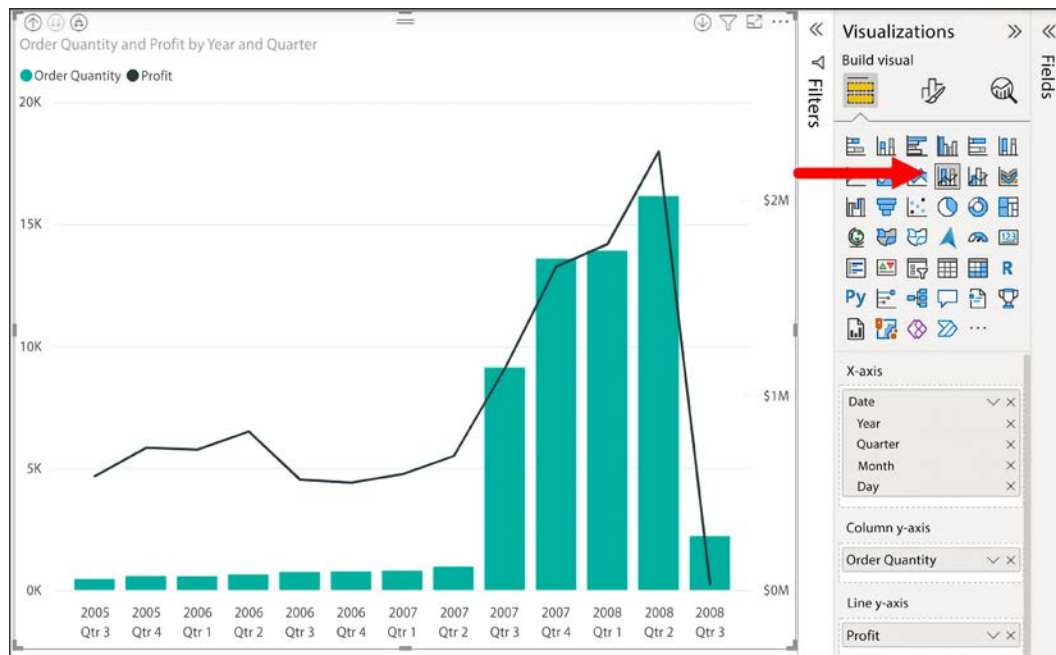 Order Quantity and Profit by Year and Quarter
Order Quantity Profit
20K
15K
10K
5K
0K
$2M
$1M
$0M
2005 2005 2006 2006 2006 2006 2007 2007 2007 2007 2008 2008 2008
Qtr 3 Qtr 4 Qtr 1 Qtr 2 Qtr 3 Qtr 4 Qtr 1 Qtr 2 Qtr 3 Qtr 4 Qtr 1 Qtr 2 Qtr 3
Filters
Visualizations
Build visual
123
R
Py
X-axis
Date
Year
Quarter
Month
Day
Column y-axis
Order Quantity
Line y-axis
Profit
Fields